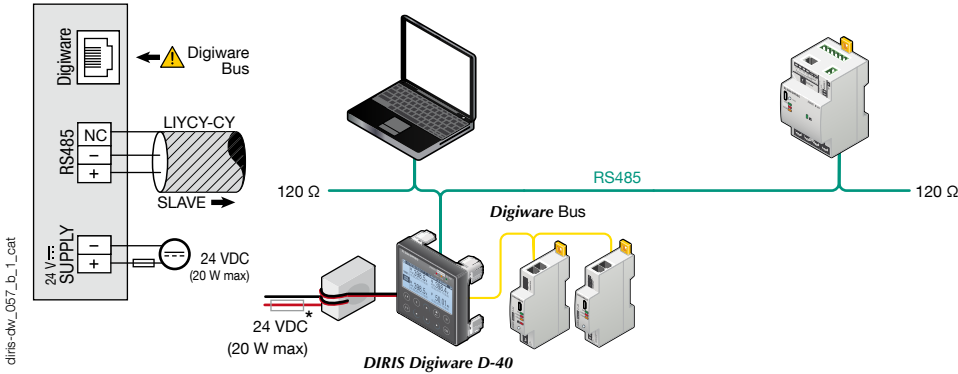 Digiware
Digiware
Bus
RS485
NC
–
+
LIYCY-CY
SLAVE
24 V
SUPPLY
–
+
24 VDC
(20 W max)
diris-dw_057_b_1_cat
RS485
120 Ω
120 Ω
Digiware Bus
*
24 VDC
(20 W max)
DIRIS Digiware D-40